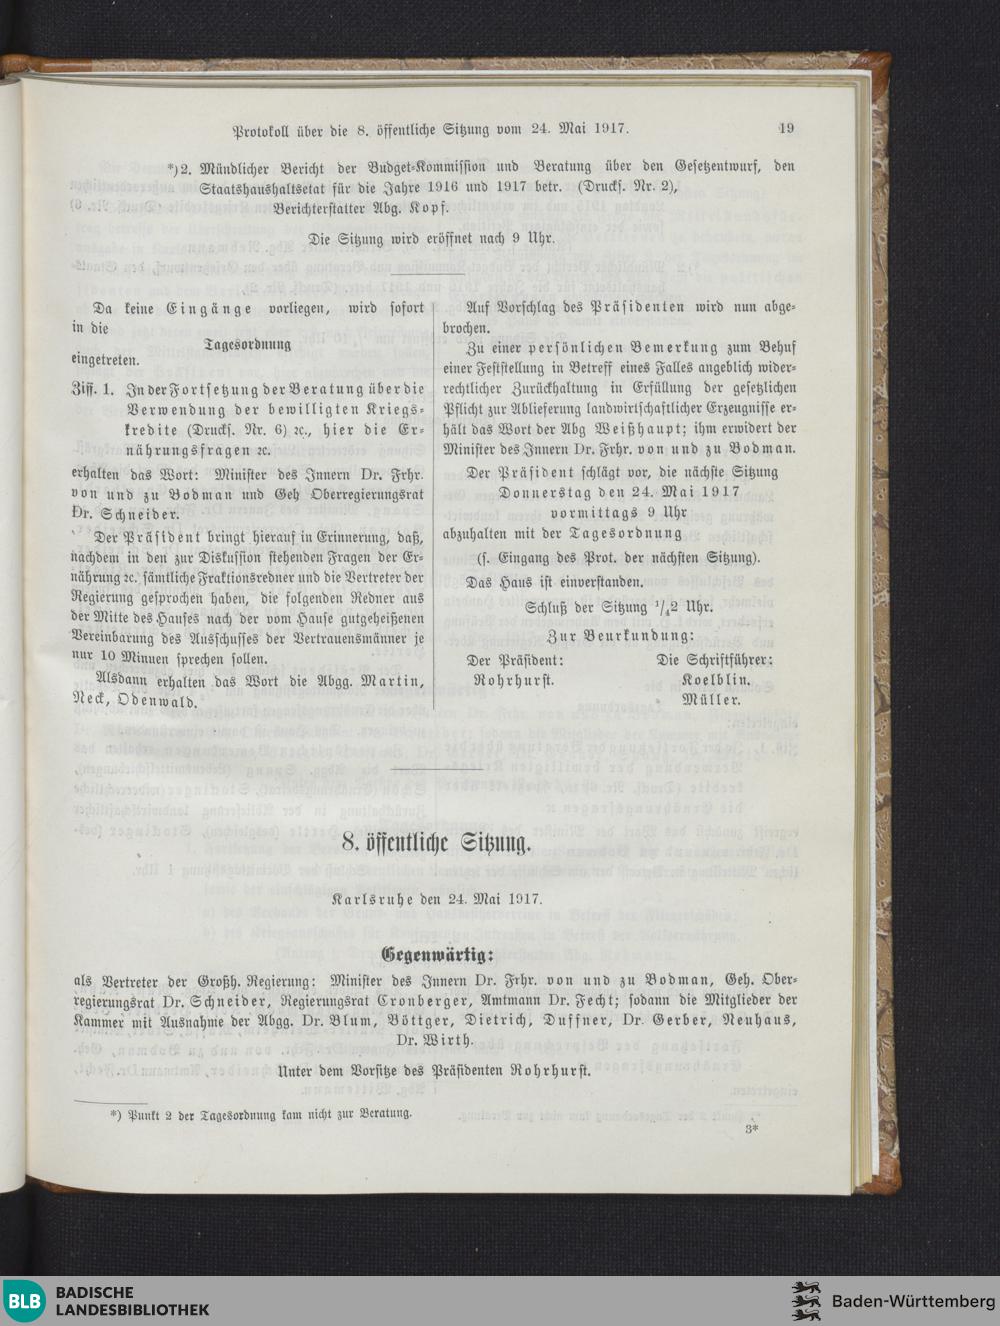 Protokoll über die 8. öffentliche Sitzung vom 24. Mai 1917.
19
*) 2. Mündlicher Bericht der Budget-Kommission und Beratung über den Gesetzentwurf, den
Staatshaushaltsetat für die Jahre 1916 und 1917 betr. (Drucks. Nr. 2),
Berichterstatter Abg. Kopf.
Die Sitzung wird eröffnet nach 9 Uhr.
Da keine Eingänge vorliegen, wird sofort
in die
Tagesordnung
eingetreten.
Ziff. 1. In der Fortsetzung der Beratung über die
Verwendung der bewilligten Kriegs-
kredite (Drucks. Nr. 6) ꝛc., hier die Er-
nährungsfragen ꝛc.
erhalten das Wort: Minister des Innern Dr. Frhr.
von und zu Bodman und Geh Oberregierungsrat
Dr. Schneider.
Der Präsident bringt hierauf in Erinnerung, daß,
nachdem in den zur Diskussion stehenden Fragen der Er-
nährung ꝛc. sämtliche Fraktionsredner und die Vertreter der
Regierung gesprochen haben, die folgenden Redner aus
der Mitte des Hauses nach der vom Hause gutgeheißenen
Vereinbarung des Ausschusses der Vertrauensmänner je
nur 10 Minuen sprechen sollen.
Alsdann erhalten das Wort die Abgg. Martin,
Neck, Odenwald.
Auf Vorschlag des Präsidenten wird nun abge-
brochen.
Zu einer persönlichen Bemerkung zum Behuf
einer Feststellung in Betreff eines Falles angeblich wider-
rechtlicher Zurückhaltung in Erfüllung der gesetzlichen
Pflicht zur Ablieferung landwirtschaftlicher Erzeugnisse er-
hält das Wort der Abg Weißhaupt; ihm erwidert der
Minister des Innern Dr. Frhr. von und zu Bodman.
Der Präsident schlägt vor, die nächste Sitzung
Donnerstag den 24. Mai 1917
vormittags 9 Uhr
abzuhalten mit der Tagesordnung
(s. Eingang des Prot. der nächsten Sitzung).
Das Haus ist einverstanden.
Schluß der Sitzung 1/42 Uhr.
Zur Beurkundung:
Der Präsident: Die Schriftführer:
Rohrhurst. Koelblin.
Müller.
8. öffentliche Sitzung.
Karlsruhe den 24. Mai 1917.
Gegenwärtig:
als Vertreter der Großh. Regierung: Minister des Innern Dr. Frhr. von und zu Bodman, Geh. Ober-
regierungsrat Dr. Schneider, Regierungsrat Cronberger, Amtmann Dr. Fecht; sodann die Mitglieder der
Kammer mit Ausnahme der Abgg. Dr. Blum, Böttger, Dietrich, Duffner, Dr. Gerber, Neuhaus,
Dr. Wirth.
Unter dem Vorsitze des Präsidenten Rohrhurst.
*) Punkt 2 der Tagesordnung kam nicht zur Beratung.
3*
BLB BADISCHE
LANDESBIBLIOTHEK
Baden-Württemberg